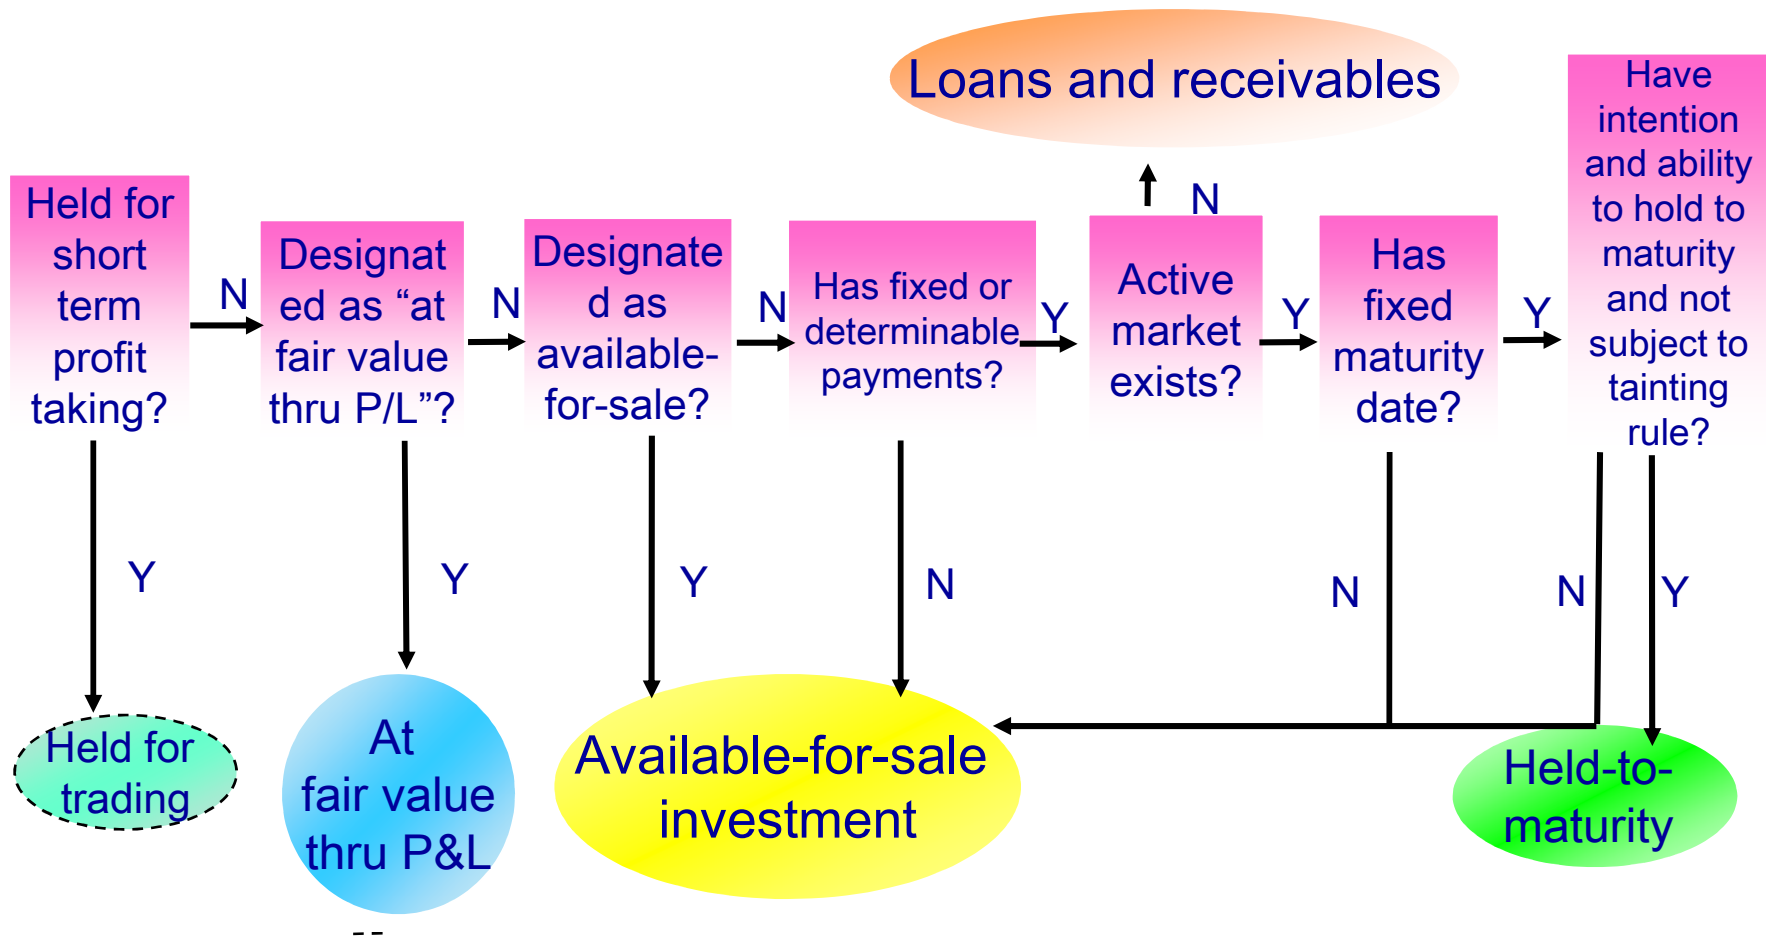 Loans and receivables
Held for
short
term
profit
taking?
N
Designat
ed as “at
fair value
thru P/L”?
N
Designate
d as
available-
for-sale?
N
Has fixed or
determinable
payments?
Y
Active
market
exists?
N
Y
Has
fixed
maturity
date?
Y
Have
intention
and ability
to hold to
maturity
and not
subject to
tainting
rule?
Y
Y
Y
N
N
N
Y
Held for
trading
At
fair value
thru P&L
Available-for-sale
investment
Held-to-
maturity